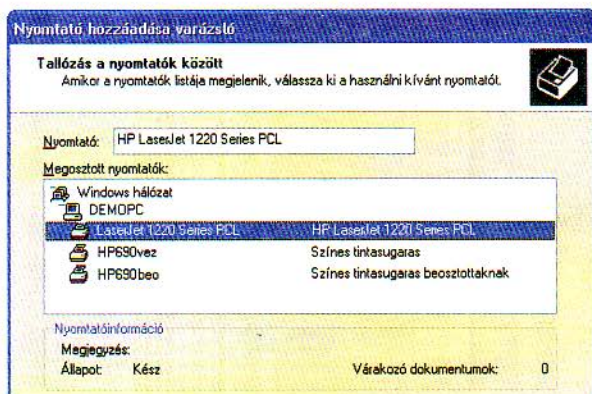 Nyomtató hozzáadása varázsló
Tallózás a nyomtatók között
Amikor a nyomtatók listája megjelenik, válassza ki a használni kívánt nyomtatót.
Nyomtató: HP LaserJet 1220 Series PCL
Megosztott nyomtatók:
Windows hálózat
DEMOPC
LaserJet 1220 Series PCL HP LaserJet 1220 Series PCL
HP690vez Színes tintasugaras
HP690beo Színes tintasugaras beosztottaknak
Nyomtatóinformáció
Megjegyzés:
Állapot: Kész Várakozó dokumentumok: 0